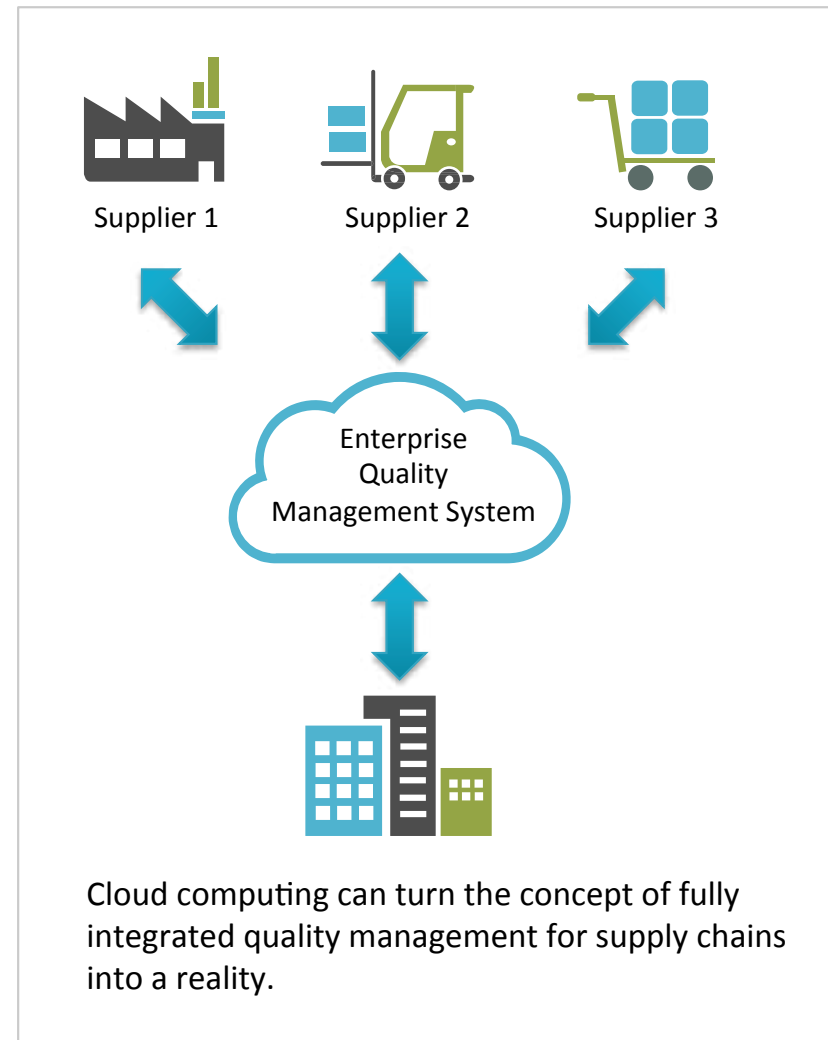 Supplier 1
Supplier 2
Supplier 3
Enterprise
Quality
Management System
Cloud computing can turn the concept of fully
integrated quality management for supply chains
into a reality.